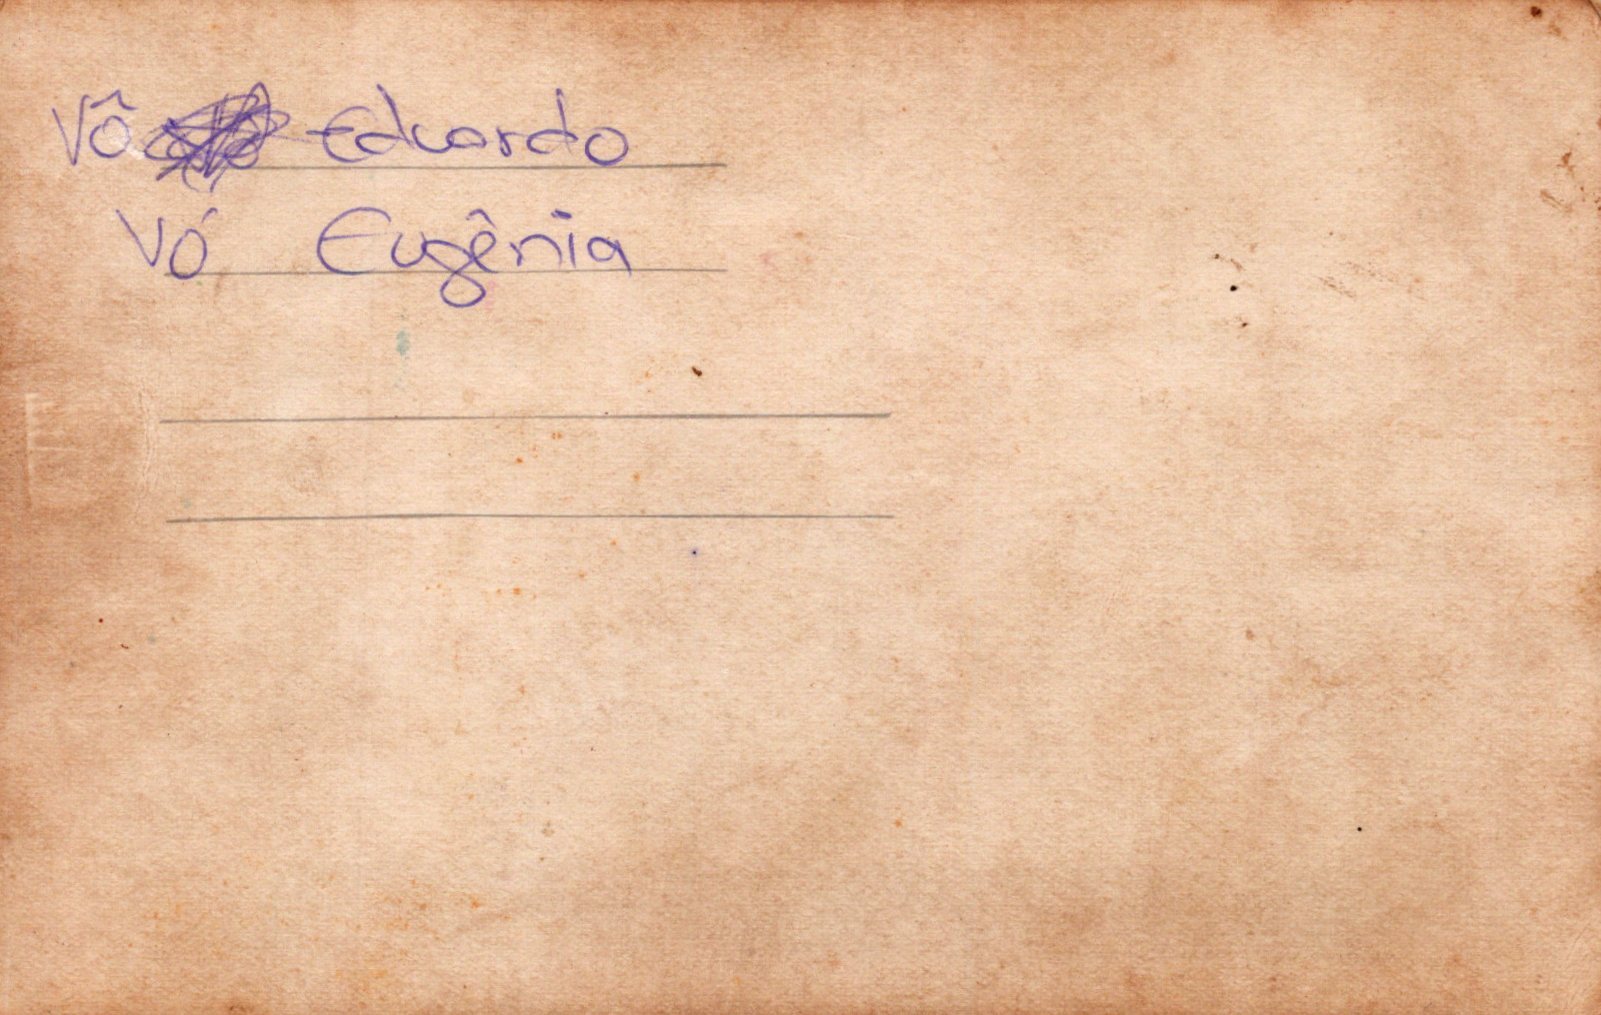 Vô Eduardo
Vó Eugênia